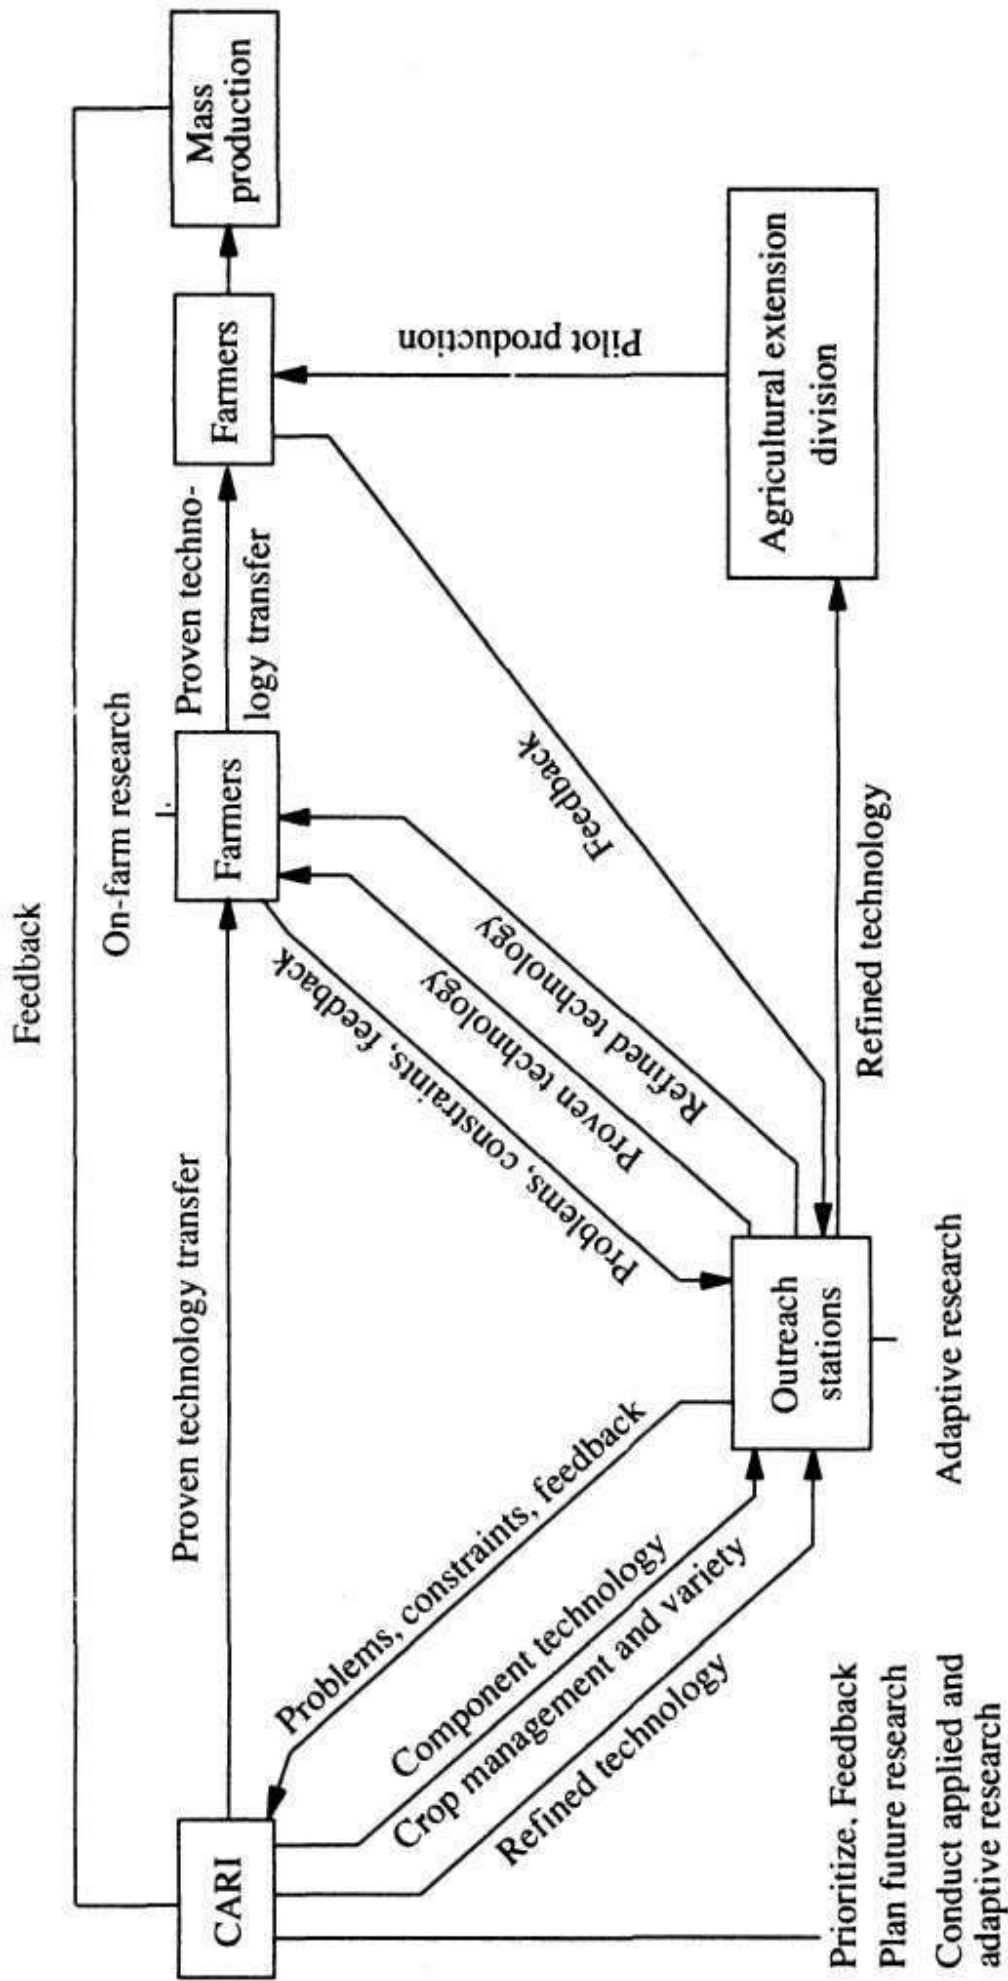 Feedback
On-farm research
Proven technology transfer
Proven techno-
logy transfer
CARI
Farmers
Farmers
Mass
production
Problems, constraints, feedback
Component technology
Crop management and variety
Refined technology
Problems, constraints, feedback
Proven technology
Refined technology
Feedback
Pilot production
Outreach
stations
Agricultural extension
division
Refined technology
Adaptive research
Prioritize, Feedback
Plan future research
Conduct applied and
adaptive research